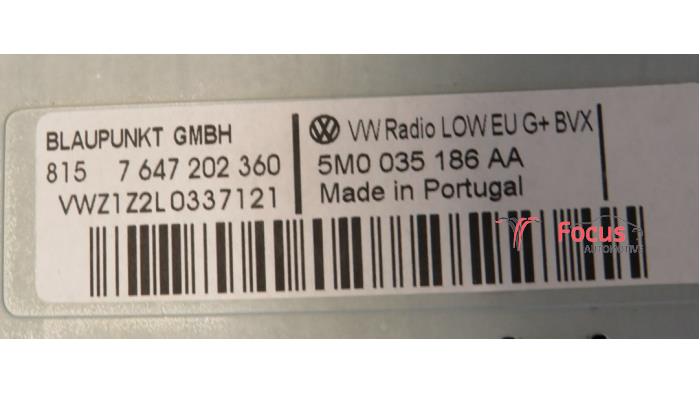 BLAUPUNKT GMBH
815 7 647 202 360
VWZ1Z2L0337121
VW Radio LOW EU G+ BVX
5M0 035 186 AA
Made in Portugal
Focus
AUTOMOTIVE